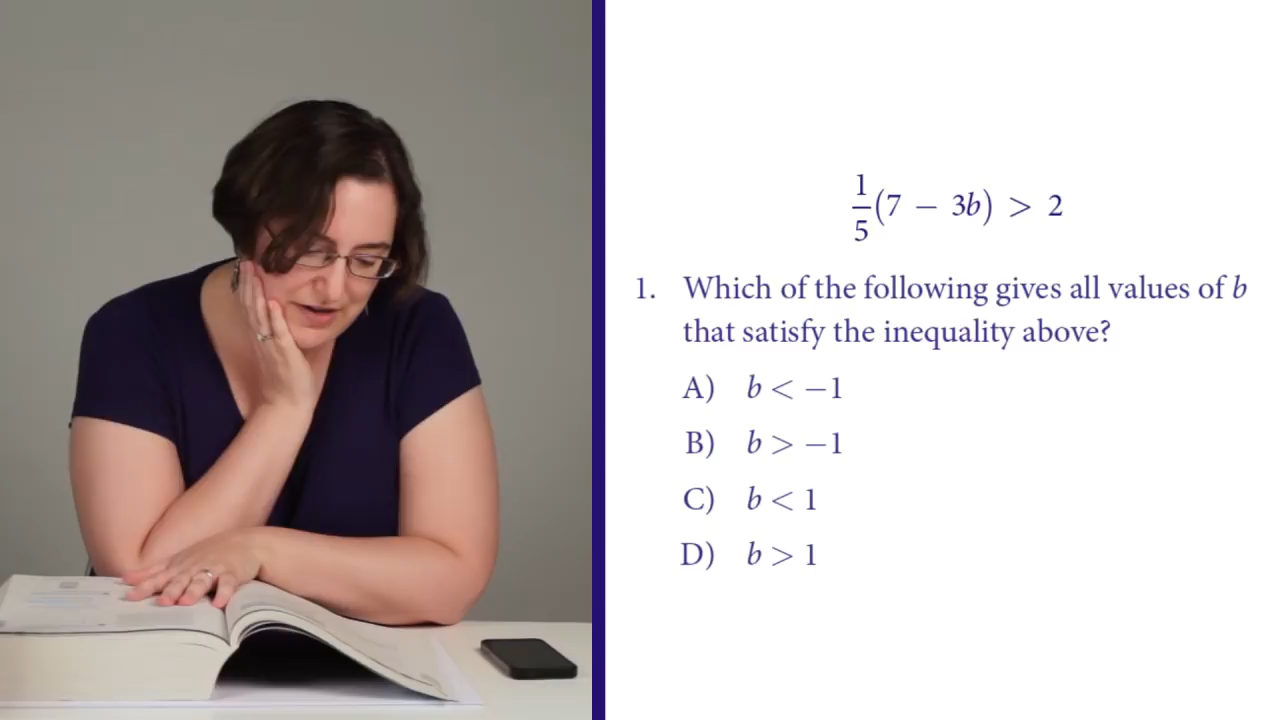 1/5(7 − 3b) > 2
1. Which of the following gives all values of b
that satisfy the inequality above?
A) b < −1
B) b > −1
C) b < 1
D) b > 1